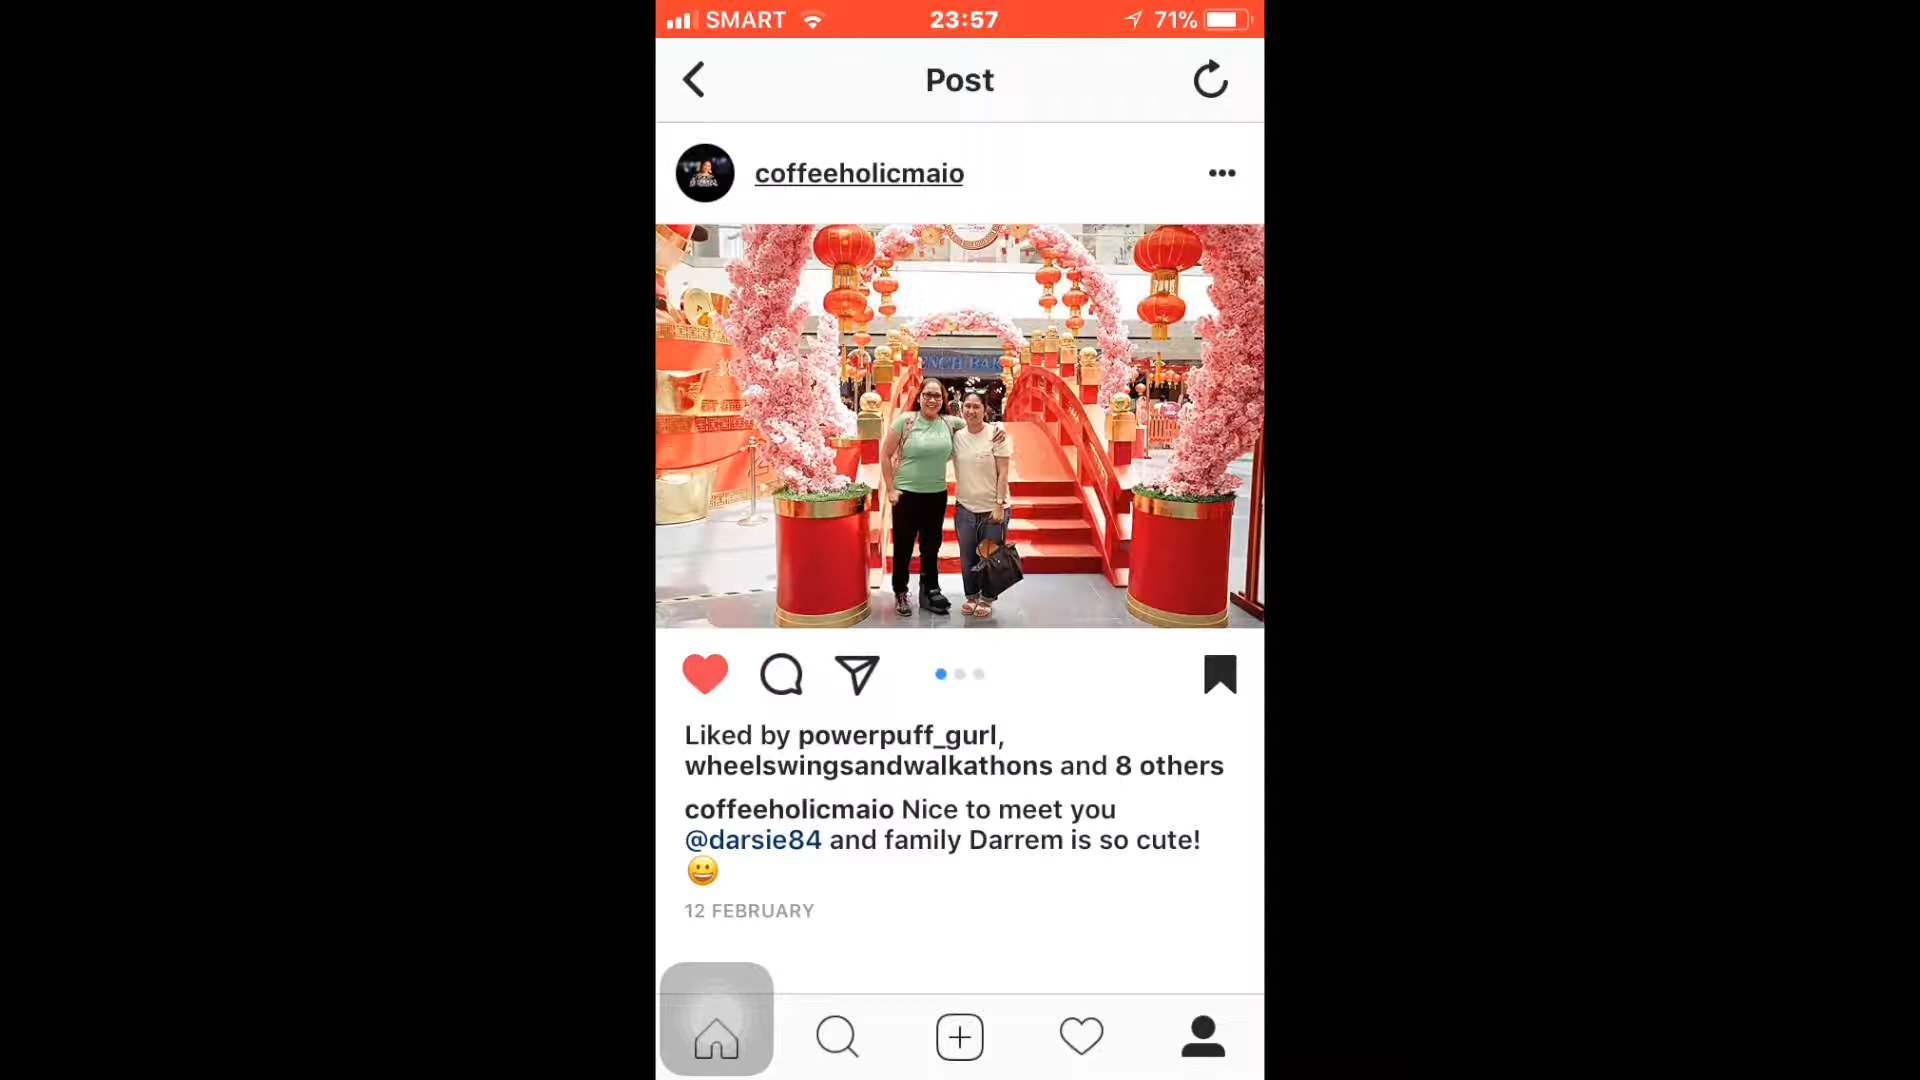 SMART 23:57 71%
Post
coffeeholicmaio
Liked by powerpuff_gurl,
wheelswingsandwalkathons and 8 others
coffeeholicmaio Nice to meet you
@darsie84 and family Darrem is so cute!
😀
12 FEBRUARY